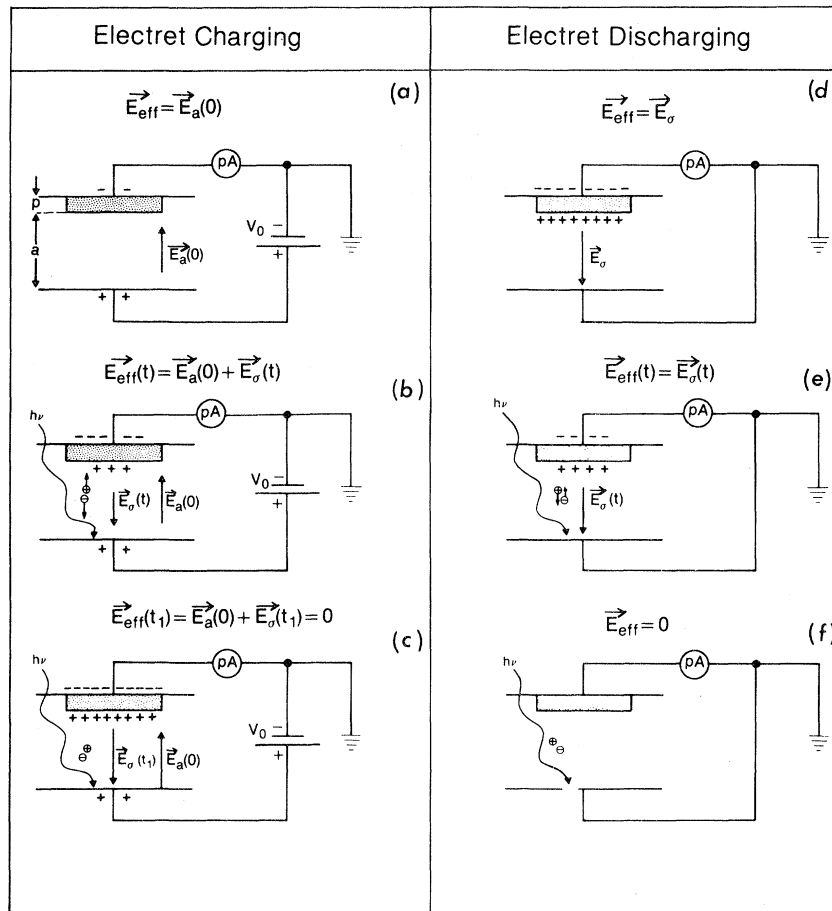 Electret Charging
Electret Discharging
(a)
E⃗eff = E⃗a(0)
pA
- -
p
a
V0
-
+
E⃗a(0)
+ +
(b)
E⃗eff(t) = E⃗a(0) + E⃗σ(t)
hν
pA
--- ---
+ + +
⊕
⊖
E⃗σ(t)
E⃗a(0)
V0
-
+
+ +
(c)
E⃗eff(t1) = E⃗a(0) + E⃗σ(t1) = 0
hν
pA
-----------
++++++++
⊕
⊖
E⃗σ(t1)
E⃗a(0)
V0
-
+
+ +
(d)
E⃗eff = E⃗σ
pA
---------
++++++++
E⃗σ
(e)
E⃗eff(t) = E⃗σ(t)
hν
pA
- - - -
+ + + +
⊕
⊖
E⃗σ(t)
(f)
E⃗eff = 0
hν
pA
⊕
⊖